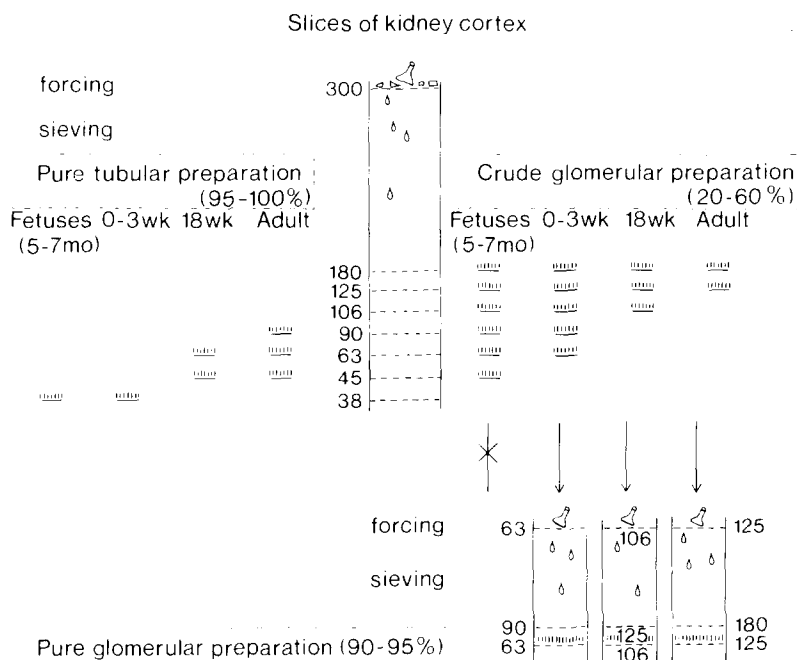 Slices of kidney cortex
forcing
300
sieving
Pure tubular preparation
(95-100%)
Crude glomerular preparation
(20-60%)
Fetuses 0-3wk 18wk Adult
(5-7mo)
Fetuses 0-3wk 18wk Adult
(5-7mo)
180
125
106
90
63
45
38
forcing
63
106
125
sieving
90
125
180
Pure glomerular preparation (90-95%)
63
106
125